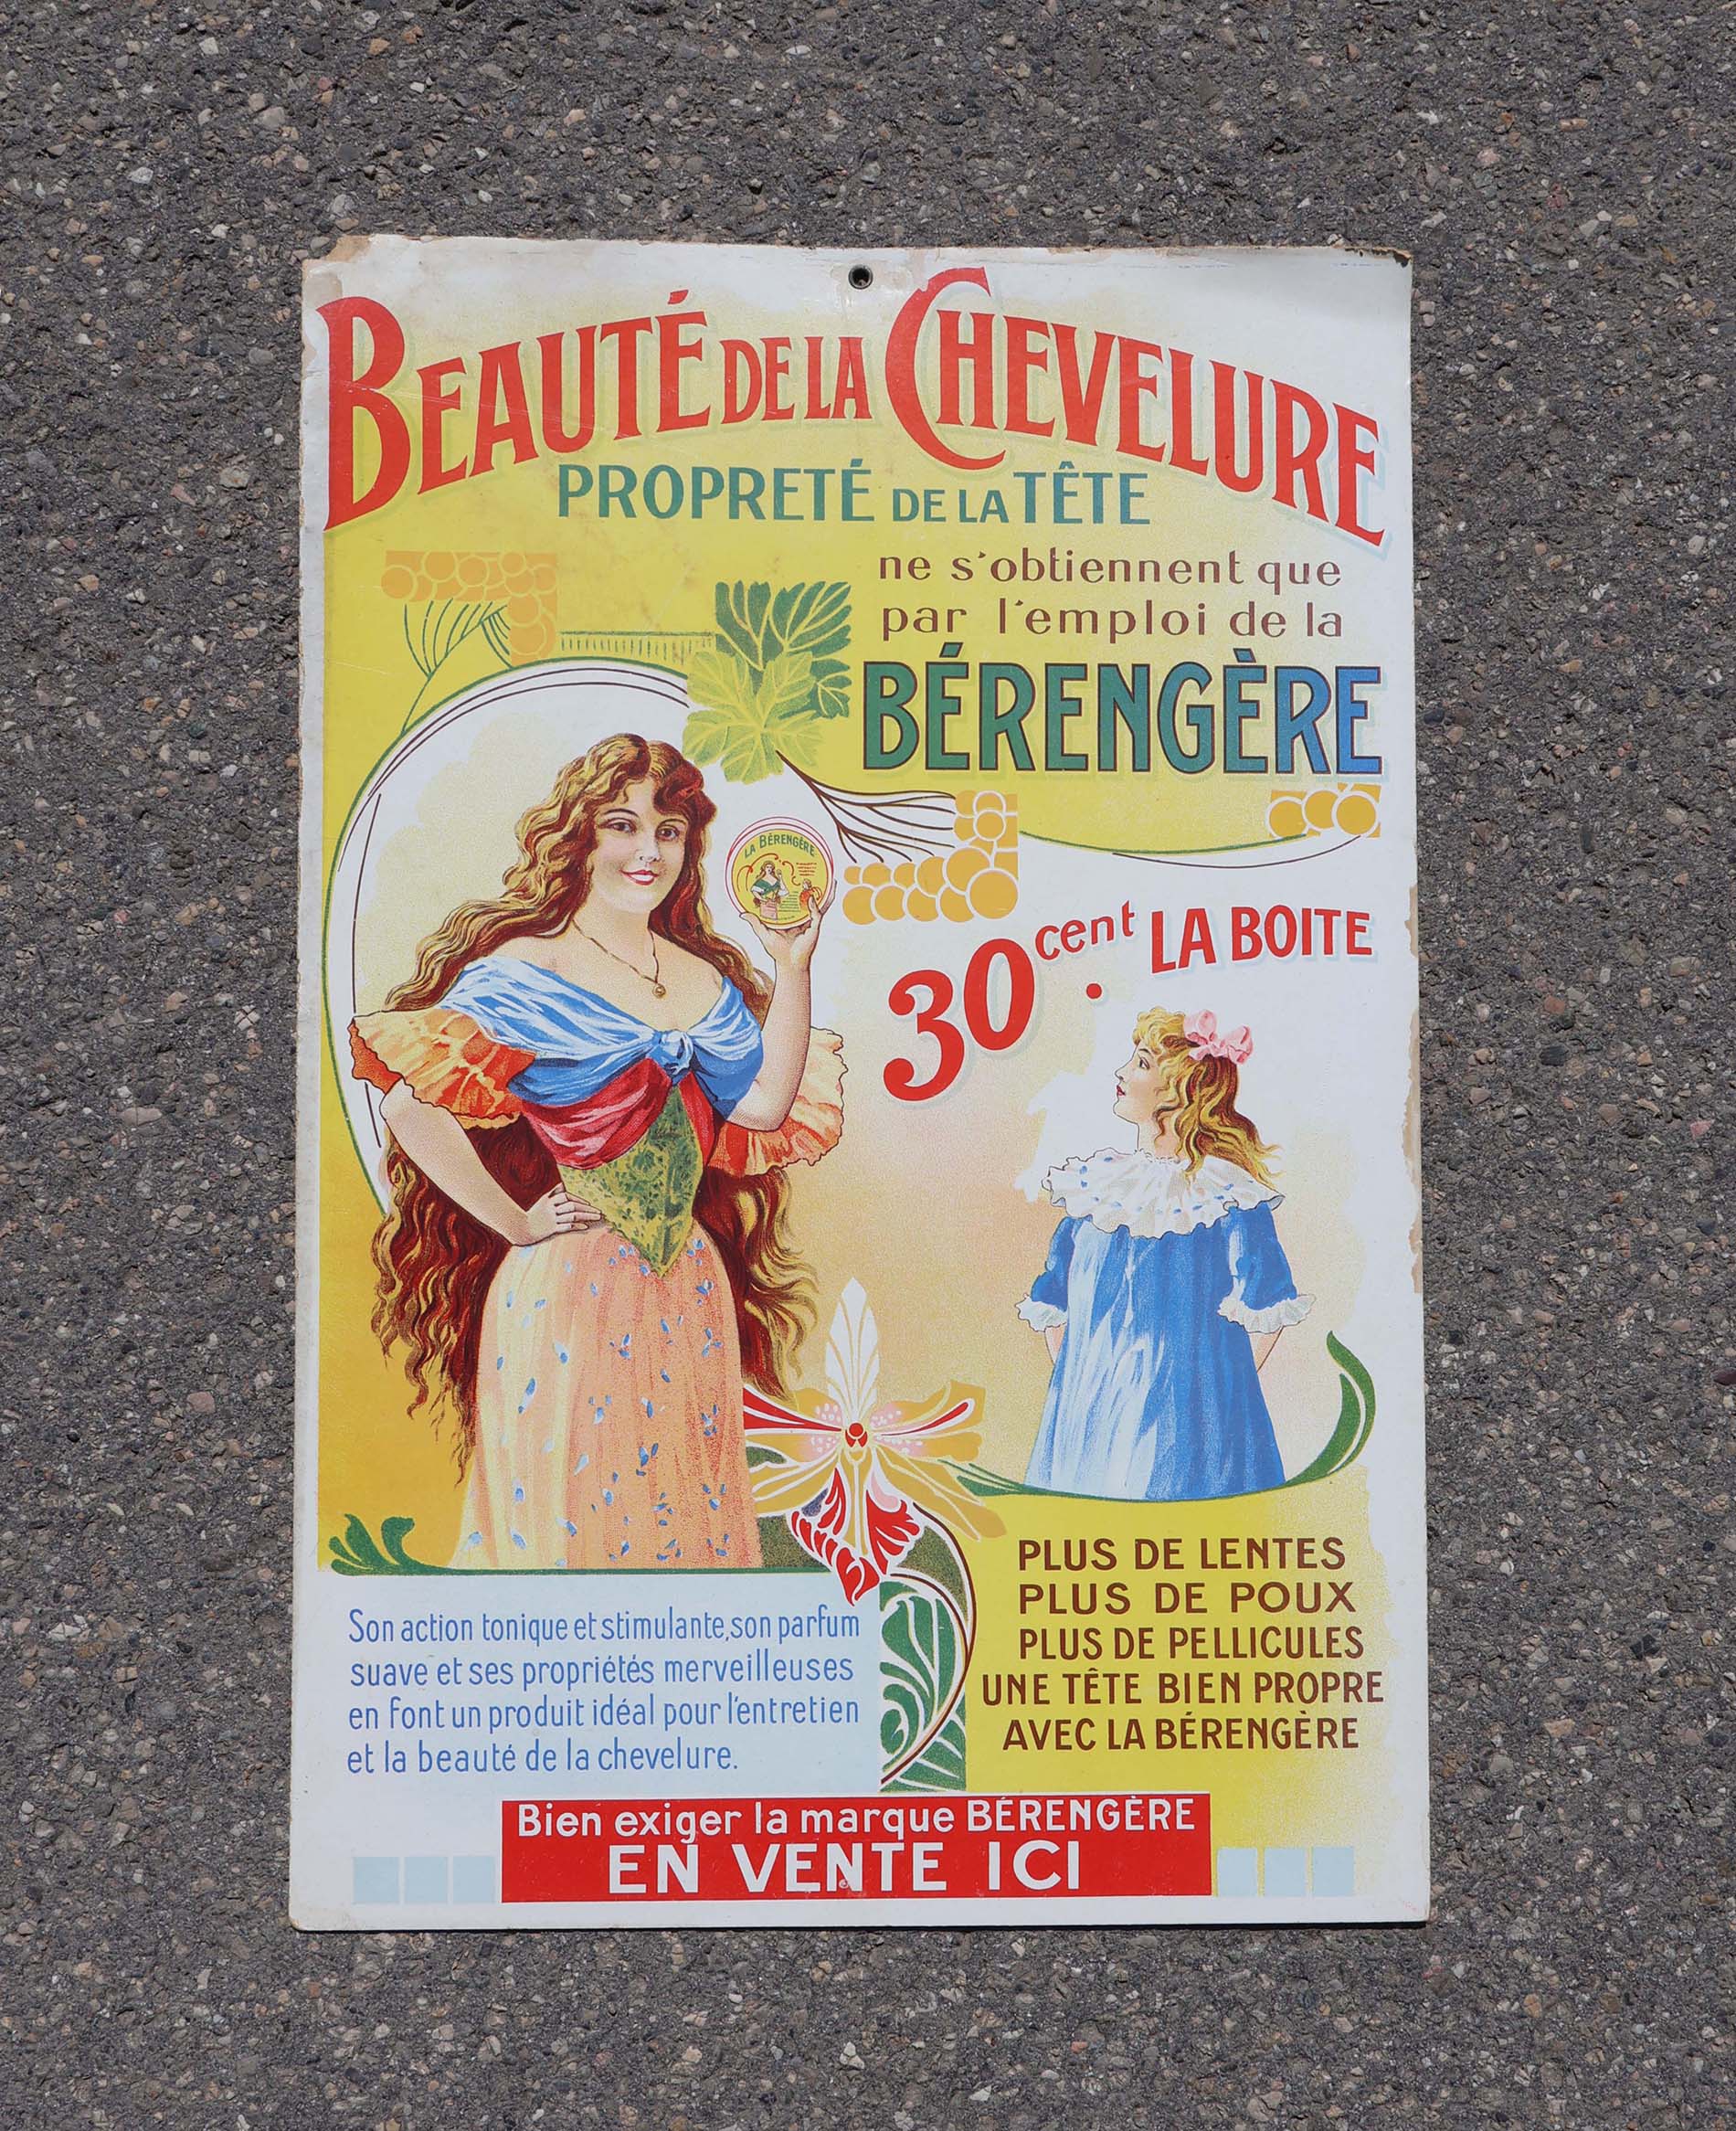 BEAUTÉ DE LA CHEVELURE
PROPRETÉ DE LA TÊTE
ne s'obtiennent que
par l'emploi de la
BÉRENGÈRE
LA BÉRENGÈRE
30 cent. LA BOITE
Son action tonique et stimulante, son parfum
suave et ses propriétés merveilleuses
en font un produit idéal pour l'entretien
et la beauté de la chevelure.
PLUS DE LENTES
PLUS DE POUX
PLUS DE PELLICULES
UNE TÊTE BIEN PROPRE
AVEC LA BÉRENGÈRE
Bien exiger la marque BÉRENGÈRE
EN VENTE ICI